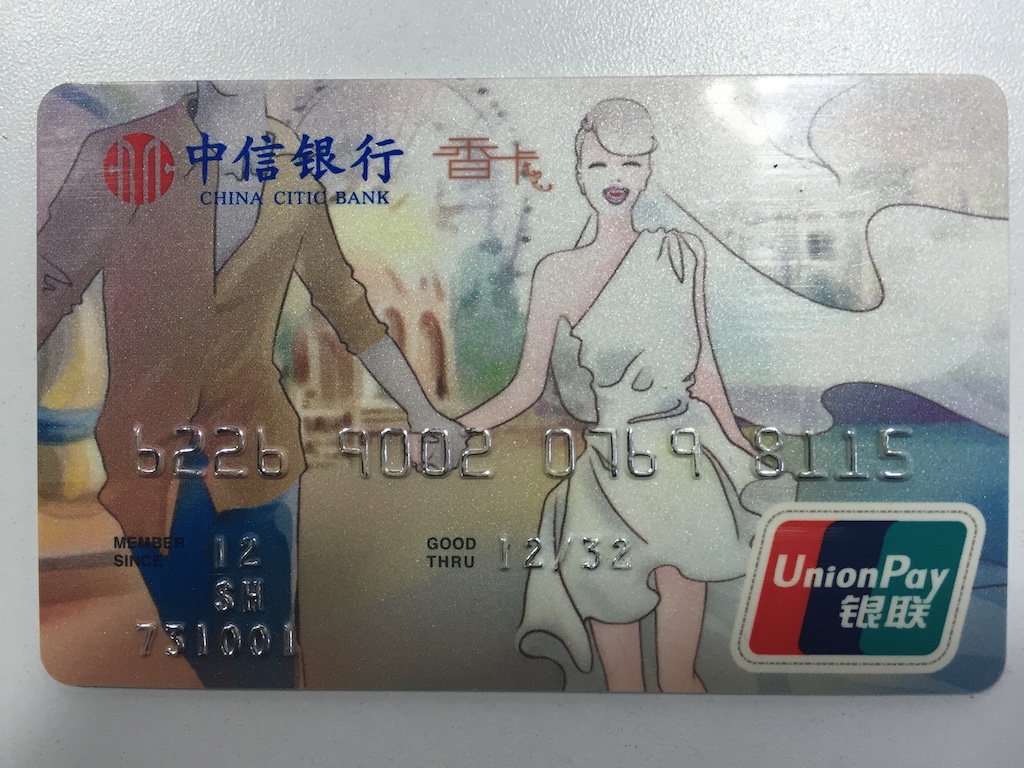 中信银行 香卡
CHINA CITIC BANK
6226 9002 0769 8115
MEMBER SINCE 12
GOOD THRU 12/32
SH
731001
UnionPay
银联